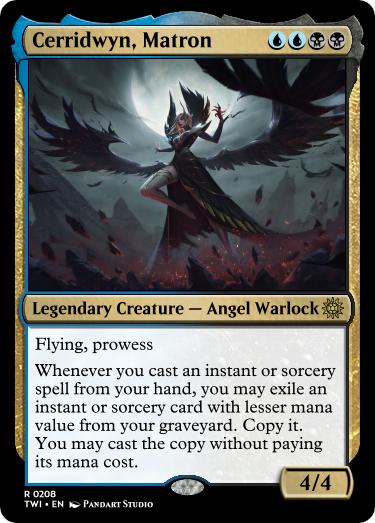 Cerridwyn, Matron
Legendary Creature — Angel Warlock
Flying, prowess
Whenever you cast an instant or sorcery
spell from your hand, you may exile an
instant or sorcery card with lesser mana
value from your graveyard. Copy it.
You may cast the copy without paying
its mana cost.
4/4
R 0208
TWI • EN PANDART STUDIO